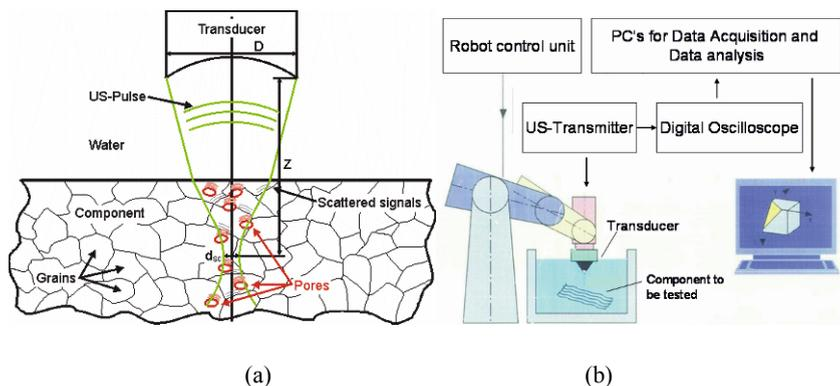 Transducer
D
US-Pulse
Water
Z
Component
Scattered signals
Grains
dsc
Pores
(a)
Robot control unit
PC's for Data Acquisition and
Data analysis
US-Transmitter
Digital Oscilloscope
Transducer
Component to
be tested
(b)